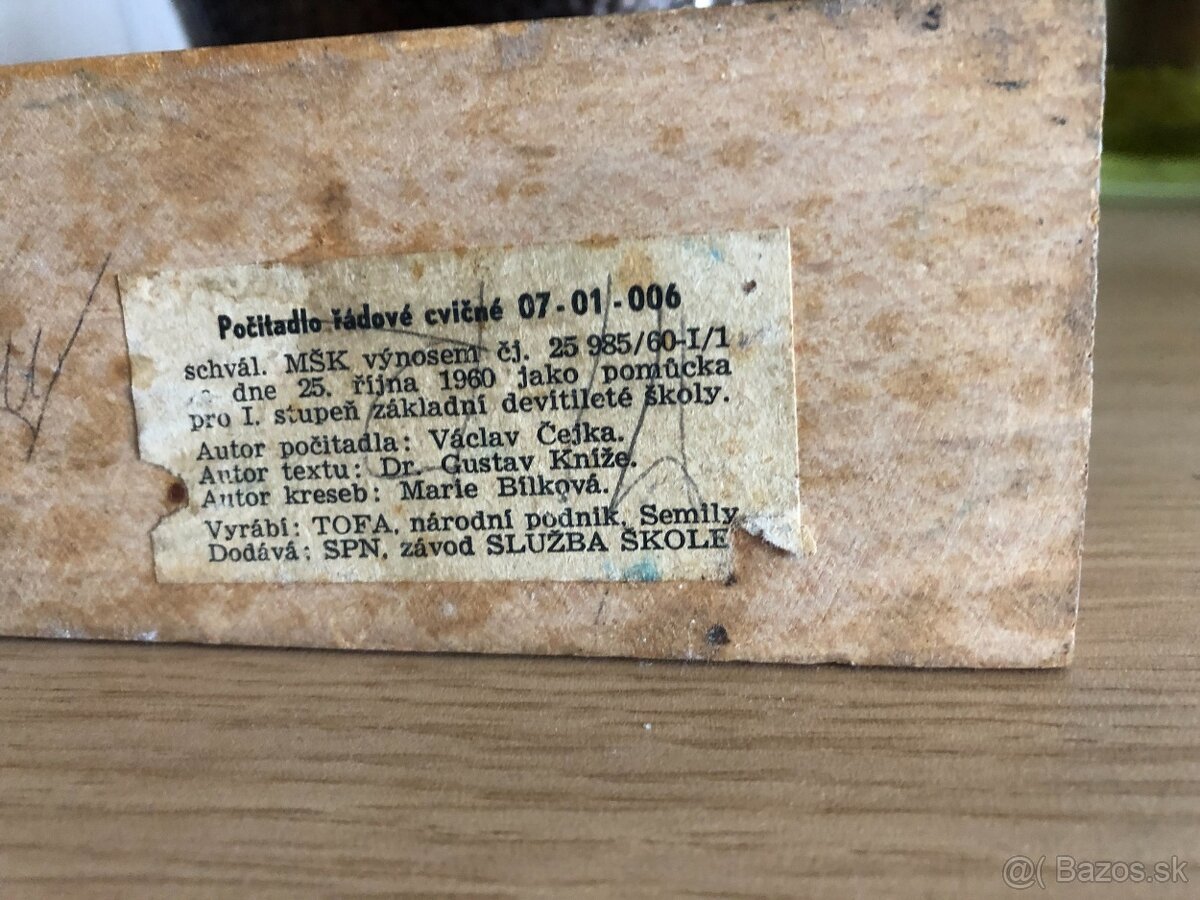 Počitadlo řádové cvičné 07-01-006
schvál. MŠK výnosem čj. 25 985/60-I/1
dne 25. října 1960 jako pomůcka
pro I. stupeň základní devítileté školy.
Autor počitadla: Václav Čejka.
Autor textu: Dr. Gustav Kníže.
Autor kreseb: Marie Bílková.
Vyrábí: TOFA, národní podnik, Semily
Dodává: SPN, závod SLUŽBA ŠKOLE
@( Bazos.sk